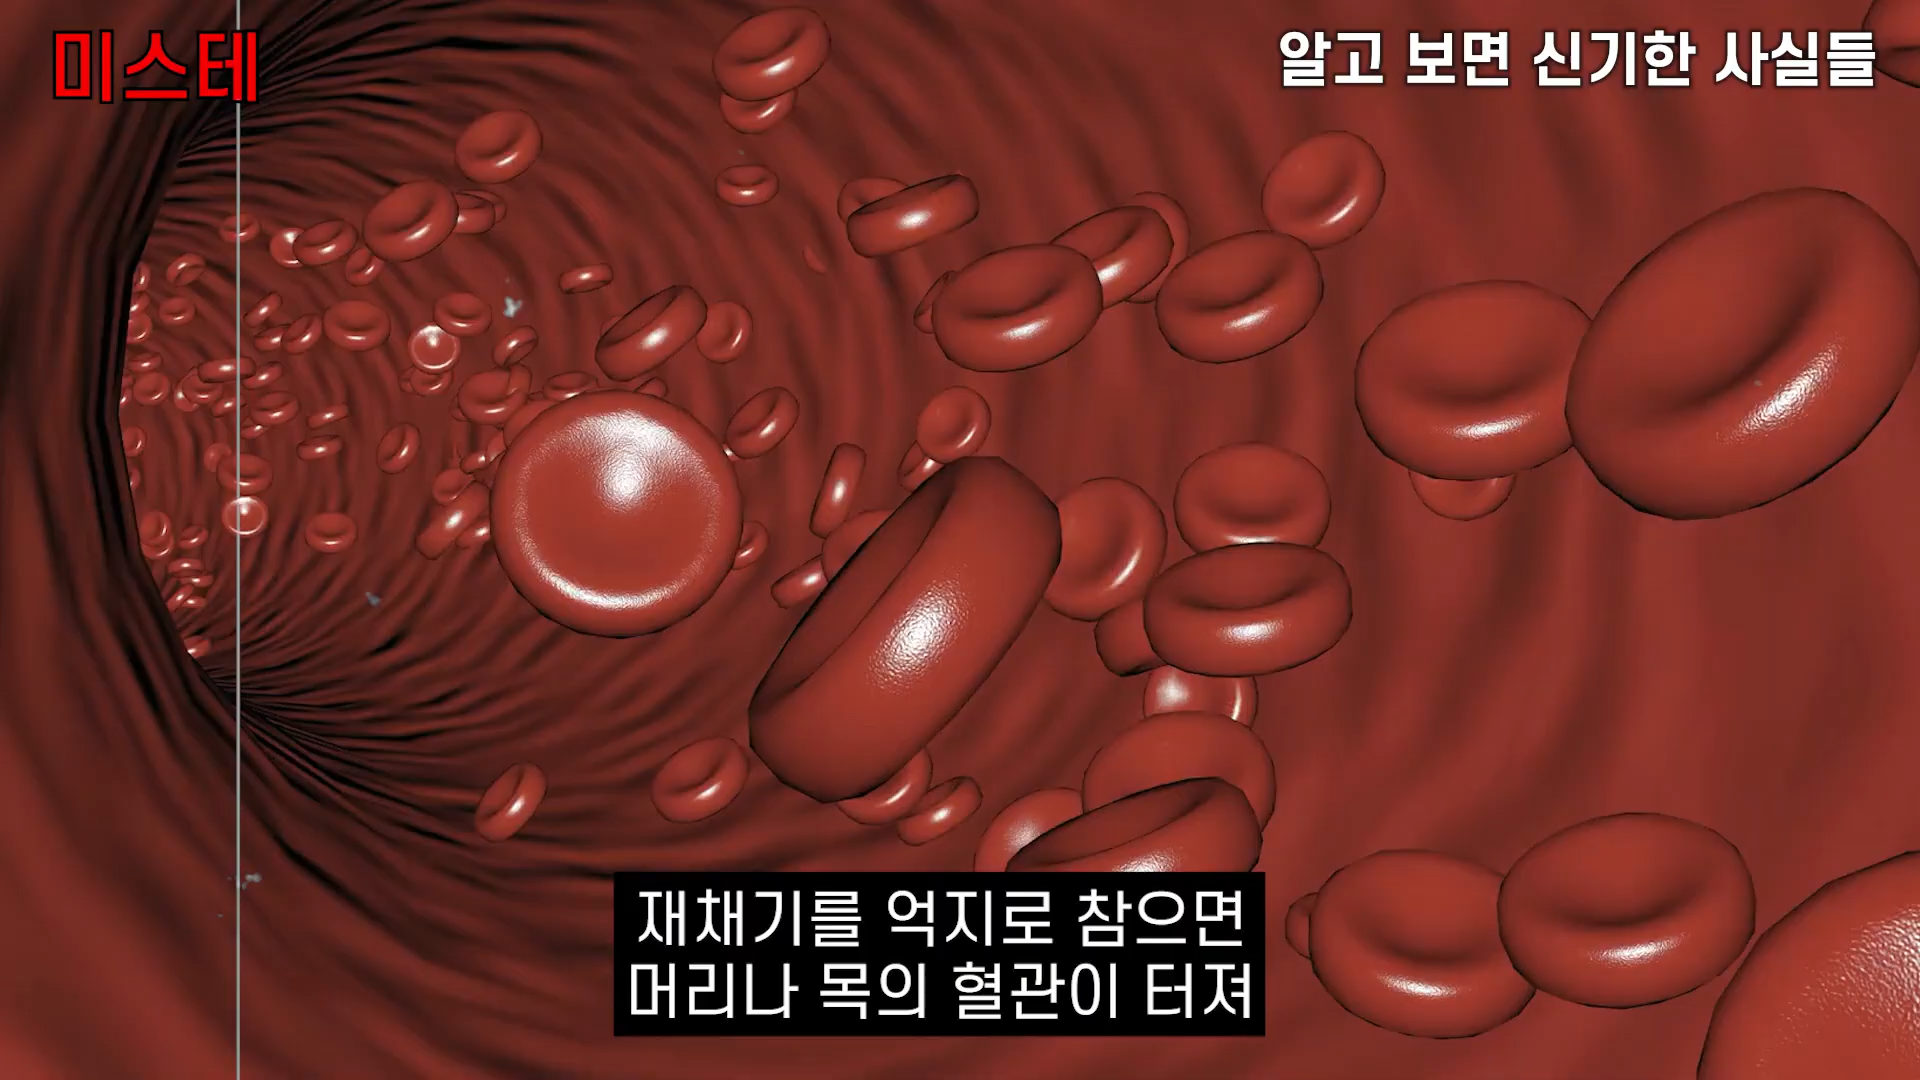 미스테
알고 보면 신기한 사실들
재채기를 억지로 참으면
머리나 목의 혈관이 터져